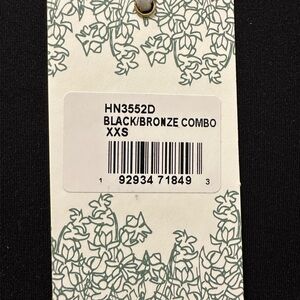 HN3552D
BLACK/BRONZE COMBO
XXS
1 92934 71849 3